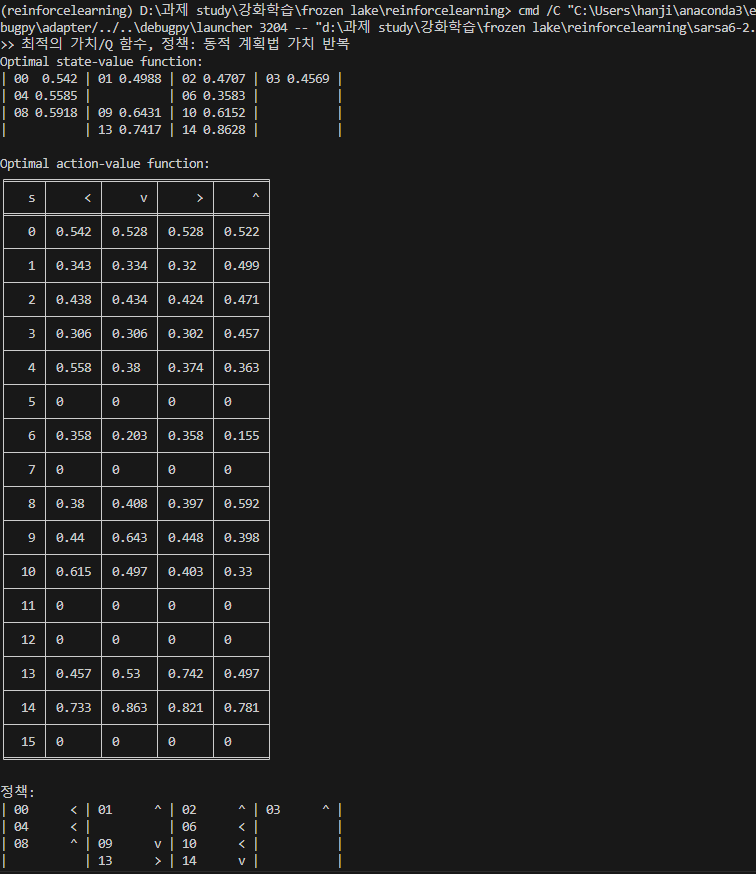 (reinforcelearning) D:\과제 study\강화학습\frozen lake\reinforcelearning> cmd /C "C:\Users\hanji\anaconda3\e
bugpy\adapter/../..\debugpy\launcher 3204 -- "d:\과제 study\강화학습\frozen lake\reinforcelearning\sarsa6-2.
>> 최적의 가치/Q 함수, 정책: 동적 계획법 가치 반복
Optimal state-value function:
| 00  0.542 | 01 0.4988 | 02 0.4707 | 03 0.4569 |
| 04 0.5585 |           | 06 0.3583 |           |
| 08 0.5918 | 09 0.6431 | 10 0.6152 |           |
|           | 13 0.7417 | 14 0.8628 |           |
Optimal action-value function:
s < v > ^
0 0.542 0.528 0.528 0.522
1 0.343 0.334 0.32 0.499
2 0.438 0.434 0.424 0.471
3 0.306 0.306 0.302 0.457
4 0.558 0.38 0.374 0.363
5 0 0 0 0
6 0.358 0.203 0.358 0.155
7 0 0 0 0
8 0.38 0.408 0.397 0.592
9 0.44 0.643 0.448 0.398
10 0.615 0.497 0.403 0.33
11 0 0 0 0
12 0 0 0 0
13 0.457 0.53 0.742 0.497
14 0.733 0.863 0.821 0.781
15 0 0 0 0
정책:
| 00      < | 01      ^ | 02      ^ | 03      ^ |
| 04      < |           | 06      < |           |
| 08      ^ | 09      v | 10      < |           |
|           | 13      > | 14      v |           |